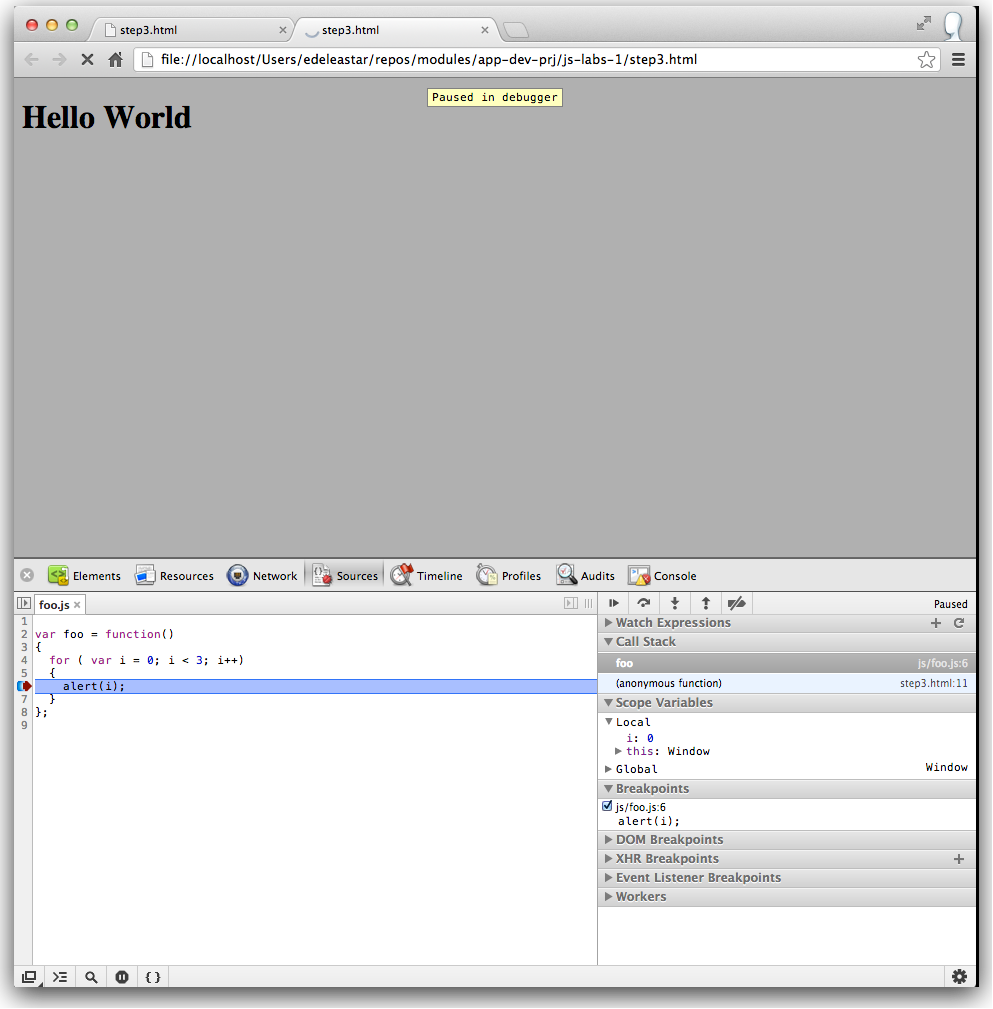 step3.html step3.html
file://localhost/Users/edeleastar/repos/modules/app-dev-prj/js-labs-1/step3.html
Paused in debugger
Hello World
Elements Resources Network Sources Timeline Profiles Audits Console
foo.js
1
2 var foo = function()
3 {
4 for ( var i = 0; i < 3; i++)
5 {
alert(i);
7 }
8 };
9
Paused
Watch Expressions
Call Stack
foo js/foo.js:6
(anonymous function) step3.html:11
Scope Variables
Local
i: 0
this: Window
Global Window
Breakpoints
js/foo.js:6
alert(i);
DOM Breakpoints
XHR Breakpoints
Event Listener Breakpoints
Workers